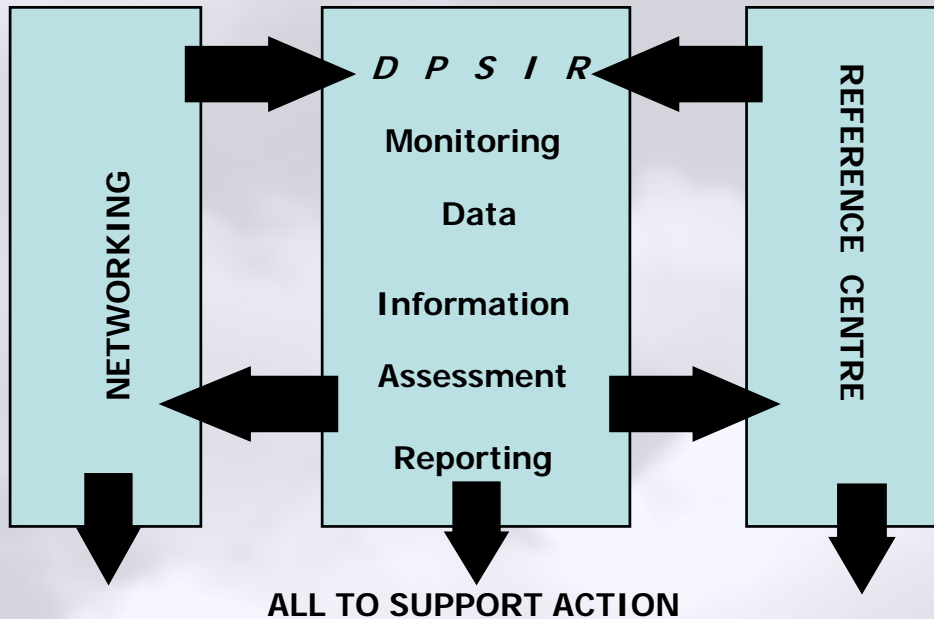 NETWORKING
D P S I R
Monitoring
Data
Information
Assessment
Reporting
REFERENCE CENTRE
ALL TO SUPPORT ACTION